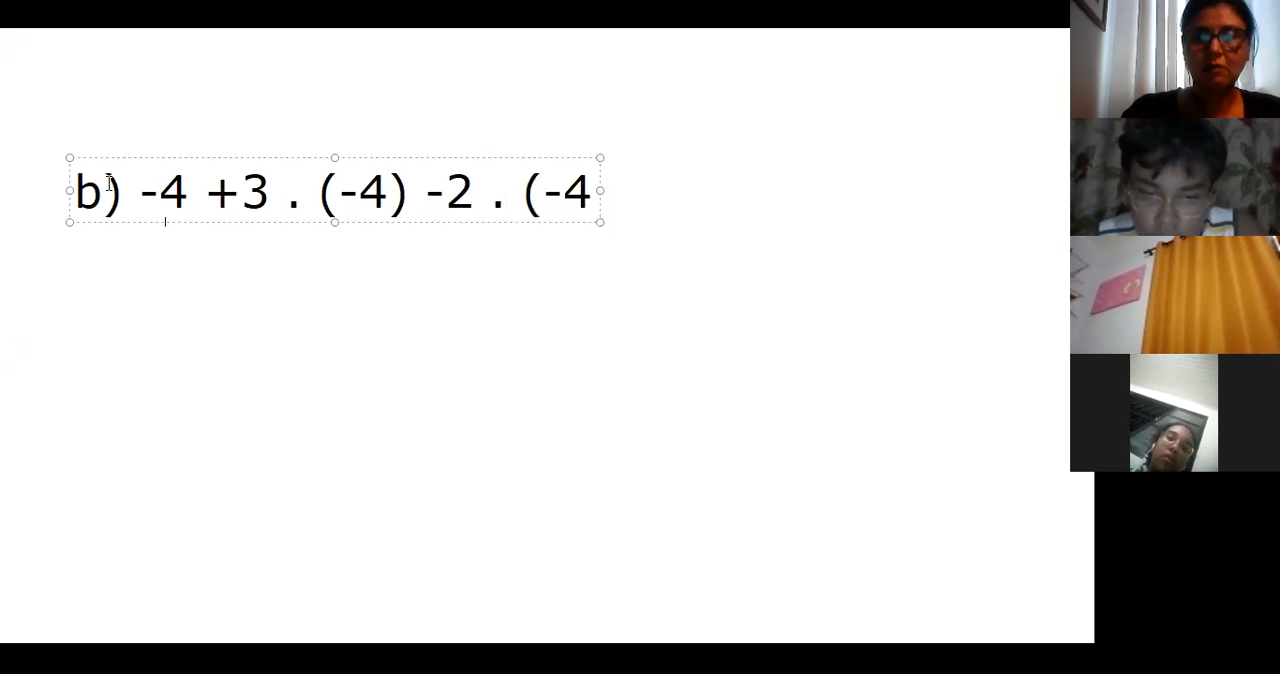 b) -4 +3 . (-4) -2 . (-4